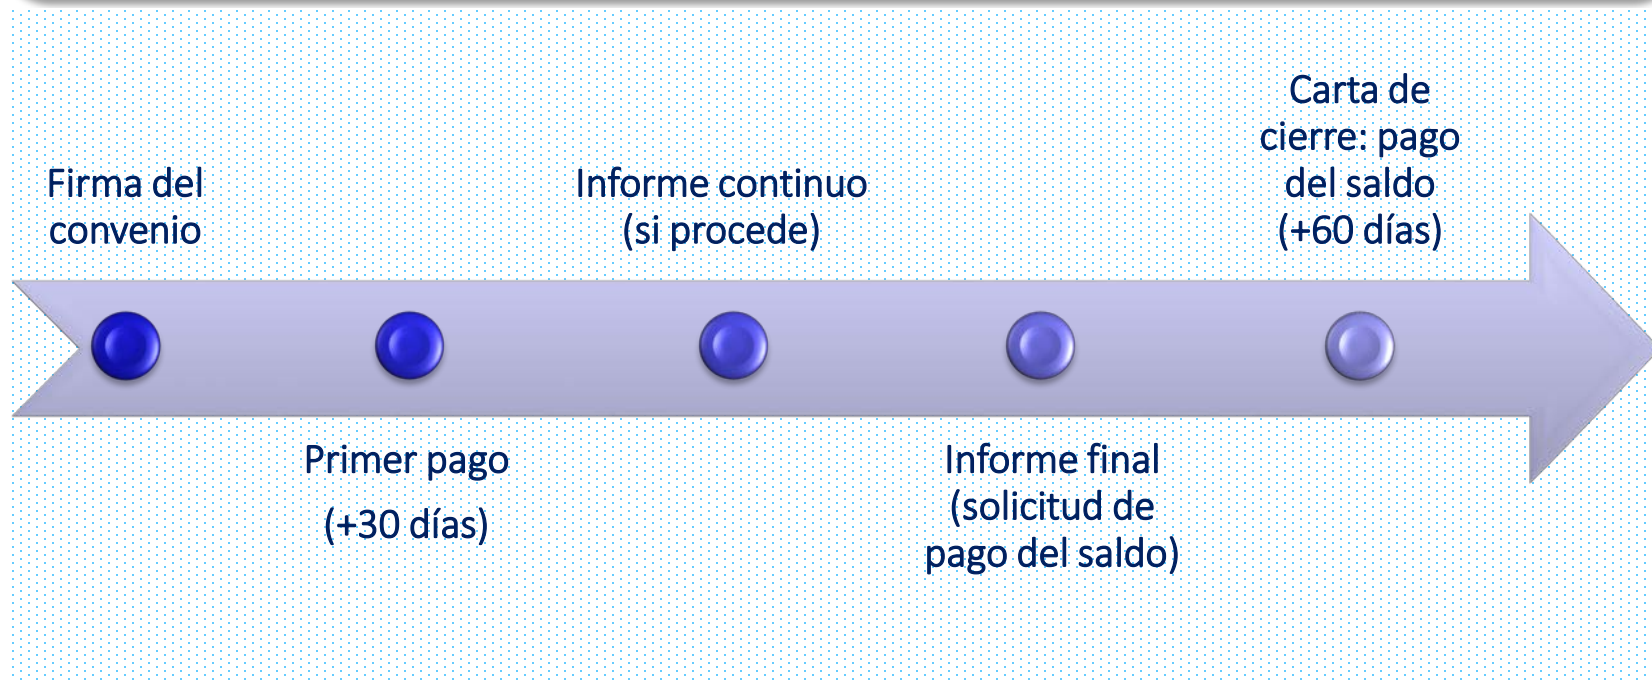 Firma del
convenio
Primer pago
(+30 días)
Informe continuo
(si procede)
Informe final
(solicitud de
pago del saldo)
Carta de
cierre: pago
del saldo
(+60 días)